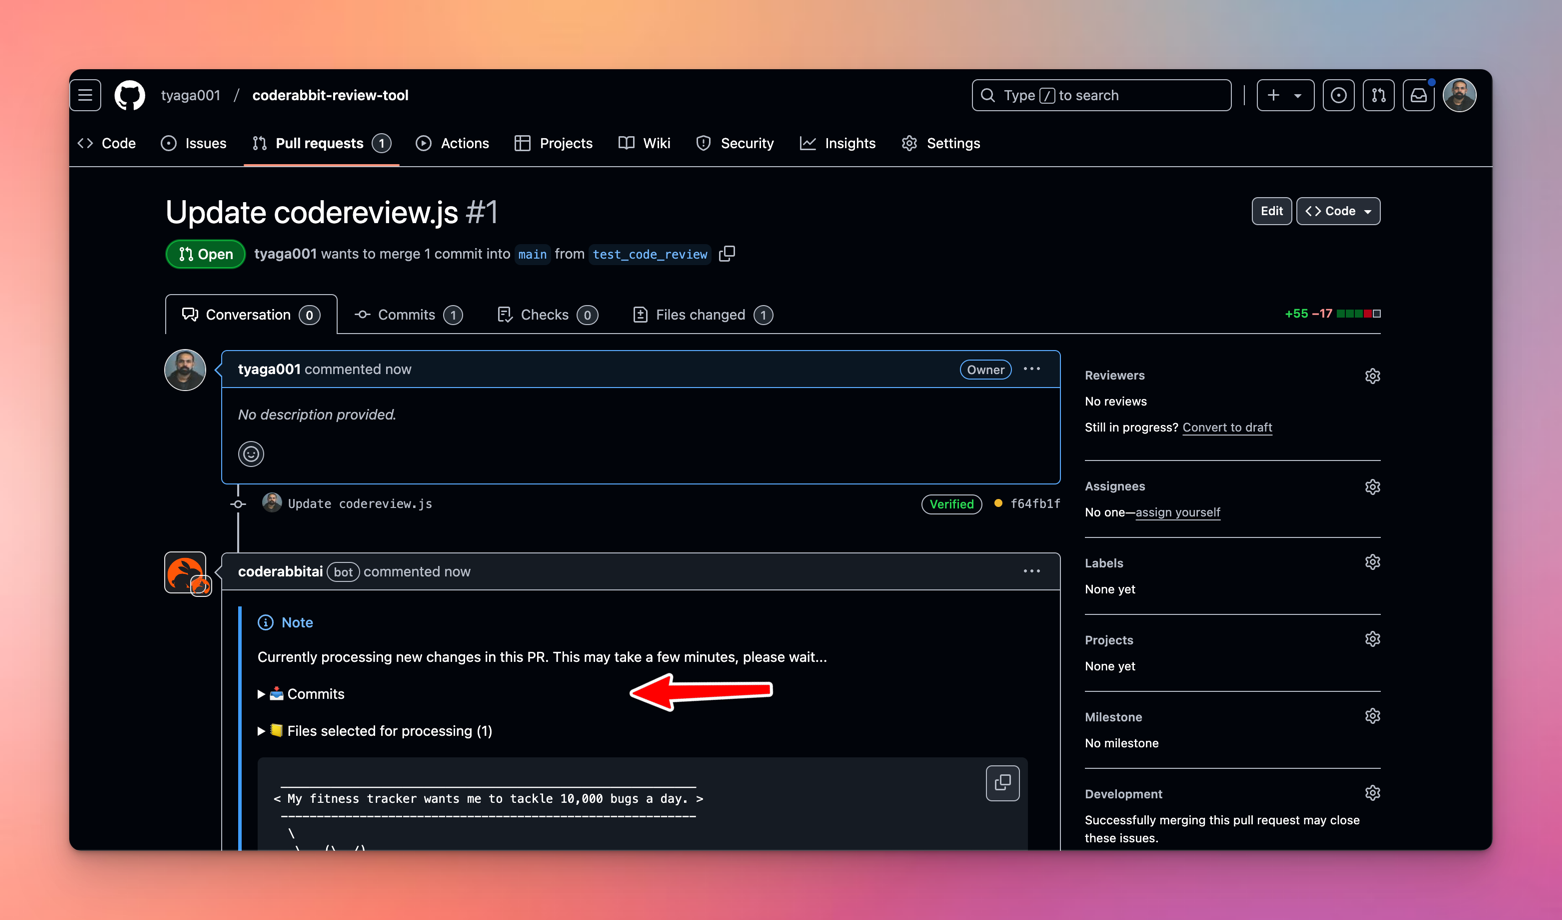 tyaga001 / coderabbit-review-tool
Type / to search
Code Issues Pull requests 1 Actions Projects Wiki Security Insights Settings
Update codereview.js #1
Edit Code
Open tyaga001 wants to merge 1 commit into main from test_code_review
Conversation 0 Commits 1 Checks 0 Files changed 1
+55 −17
tyaga001 commented now
Owner
No description provided.
Update codereview.js
Verified f64fb1f
coderabbitai bot commented now
Note
Currently processing new changes in this PR. This may take a few minutes, please wait...
Commits
Files selected for processing (1)
< My fitness tracker wants me to tackle 10,000 bugs a day. >
Reviewers
No reviews
Still in progress? Convert to draft
Assignees
No one—assign yourself
Labels
None yet
Projects
None yet
Milestone
No milestone
Development
Successfully merging this pull request may close
these issues.